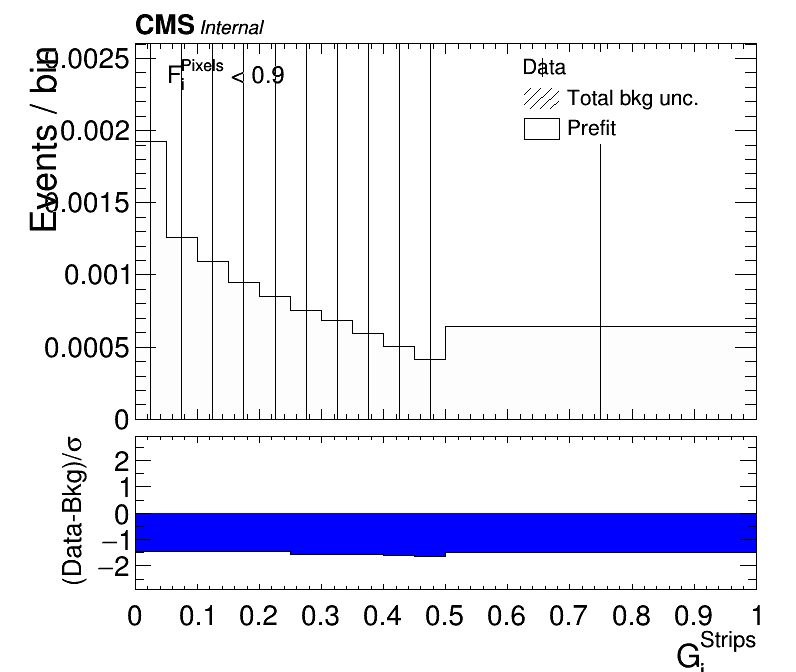 CMS Internal
Events / bin
0.0025
0.002
0.0015
0.001
0.0005
0
F_i^Pixels < 0.9
Data
Total bkg unc.
Prefit
(Data-Bkg)/σ
2
1
0
−1
−2
0 0.1 0.2 0.3 0.4 0.5 0.6 0.7 0.8 0.9 1
G_i^Strips